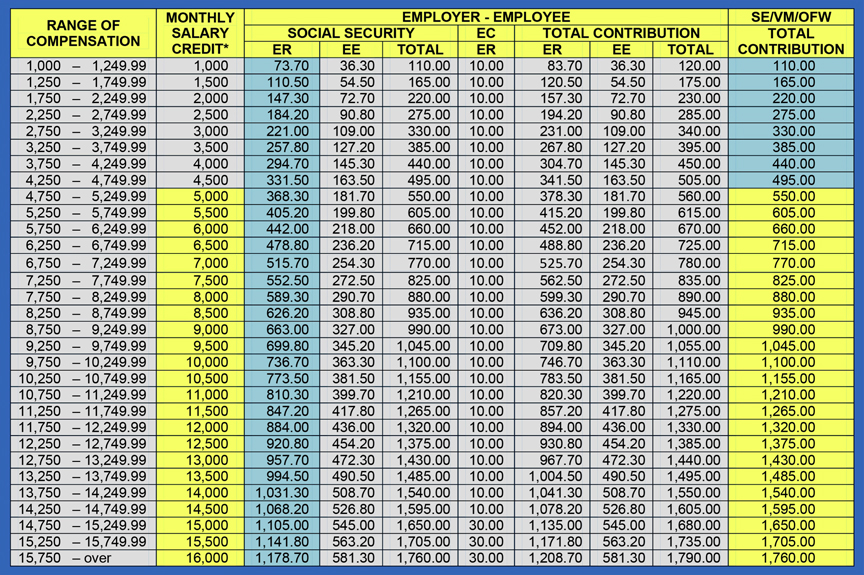 RANGE OF COMPENSATION MONTHLY SALARY CREDIT* EMPLOYER - EMPLOYEE SE/VM/OFW
SOCIAL SECURITY EC TOTAL CONTRIBUTION TOTAL CONTRIBUTION
ER EE TOTAL ER ER EE TOTAL
1,000 – 1,249.99 1,000 73.70 36.30 110.00 10.00 83.70 36.30 120.00 110.00
1,250 – 1,749.99 1,500 110.50 54.50 165.00 10.00 120.50 54.50 175.00 165.00
1,750 – 2,249.99 2,000 147.30 72.70 220.00 10.00 157.30 72.70 230.00 220.00
2,250 – 2,749.99 2,500 184.20 90.80 275.00 10.00 194.20 90.80 285.00 275.00
2,750 – 3,249.99 3,000 221.00 109.00 330.00 10.00 231.00 109.00 340.00 330.00
3,250 – 3,749.99 3,500 257.80 127.20 385.00 10.00 267.80 127.20 395.00 385.00
3,750 – 4,249.99 4,000 294.70 145.30 440.00 10.00 304.70 145.30 450.00 440.00
4,250 – 4,749.99 4,500 331.50 163.50 495.00 10.00 341.50 163.50 505.00 495.00
4,750 – 5,249.99 5,000 368.30 181.70 550.00 10.00 378.30 181.70 560.00 550.00
5,250 – 5,749.99 5,500 405.20 199.80 605.00 10.00 415.20 199.80 615.00 605.00
5,750 – 6,249.99 6,000 442.00 218.00 660.00 10.00 452.00 218.00 670.00 660.00
6,250 – 6,749.99 6,500 478.80 236.20 715.00 10.00 488.80 236.20 725.00 715.00
6,750 – 7,249.99 7,000 515.70 254.30 770.00 10.00 525.70 254.30 780.00 770.00
7,250 – 7,749.99 7,500 552.50 272.50 825.00 10.00 562.50 272.50 835.00 825.00
7,750 – 8,249.99 8,000 589.30 290.70 880.00 10.00 599.30 290.70 890.00 880.00
8,250 – 8,749.99 8,500 626.20 308.80 935.00 10.00 636.20 308.80 945.00 935.00
8,750 – 9,249.99 9,000 663.00 327.00 990.00 10.00 673.00 327.00 1,000.00 990.00
9,250 – 9,749.99 9,500 699.80 345.20 1,045.00 10.00 709.80 345.20 1,055.00 1,045.00
9,750 – 10,249.99 10,000 736.70 363.30 1,100.00 10.00 746.70 363.30 1,110.00 1,100.00
10,250 – 10,749.99 10,500 773.50 381.50 1,155.00 10.00 783.50 381.50 1,165.00 1,155.00
10,750 – 11,249.99 11,000 810.30 399.70 1,210.00 10.00 820.30 399.70 1,220.00 1,210.00
11,250 – 11,749.99 11,500 847.20 417.80 1,265.00 10.00 857.20 417.80 1,275.00 1,265.00
11,750 – 12,249.99 12,000 884.00 436.00 1,320.00 10.00 894.00 436.00 1,330.00 1,320.00
12,250 – 12,749.99 12,500 920.80 454.20 1,375.00 10.00 930.80 454.20 1,385.00 1,375.00
12,750 – 13,249.99 13,000 957.70 472.30 1,430.00 10.00 967.70 472.30 1,440.00 1,430.00
13,250 – 13,749.99 13,500 994.50 490.50 1,485.00 10.00 1,004.50 490.50 1,495.00 1,485.00
13,750 – 14,249.99 14,000 1,031.30 508.70 1,540.00 10.00 1,041.30 508.70 1,550.00 1,540.00
14,250 – 14,749.99 14,500 1,068.20 526.80 1,595.00 10.00 1,078.20 526.80 1,605.00 1,595.00
14,750 – 15,249.99 15,000 1,105.00 545.00 1,650.00 30.00 1,135.00 545.00 1,680.00 1,650.00
15,250 – 15,749.99 15,500 1,141.80 563.20 1,705.00 30.00 1,171.80 563.20 1,735.00 1,705.00
15,750 – over 16,000 1,178.70 581.30 1,760.00 30.00 1,208.70 581.30 1,790.00 1,760.00